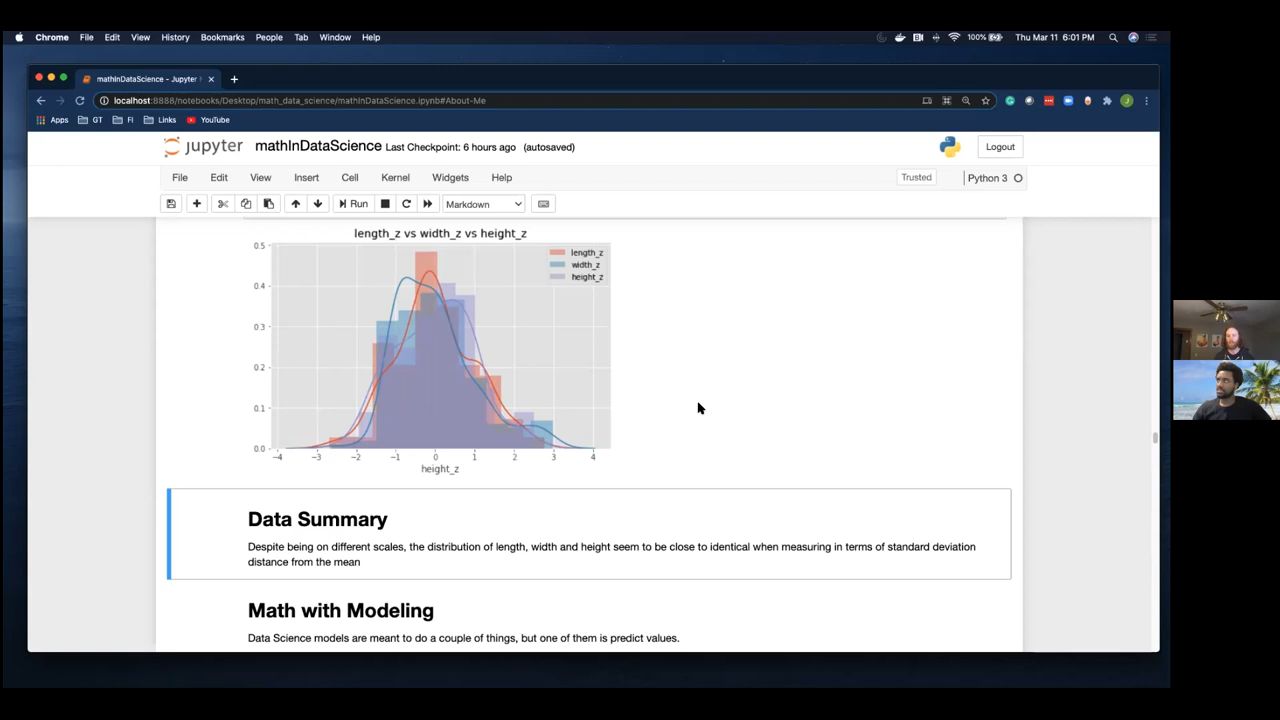 Chrome File Edit View History Bookmarks People Tab Window Help 100% Thu Mar 11 6:01 PM
mathInDataScience - Jupyter
localhost:8888/notebooks/Desktop/math_data_science/mathInDataScience.ipynb#About-Me
Apps GT FI Links YouTube
jupyter mathInDataScience Last Checkpoint: 6 hours ago (autosaved) Logout
File Edit View Insert Cell Kernel Widgets Help Trusted Python 3
Run Markdown
length_z vs width_z vs height_z
0.5
0.4
0.3
0.2
0.1
0.0
length_z
width_z
height_z
−4 −3 −2 −1 0 1 2 3 4
height_z
Data Summary
Despite being on different scales, the distribution of length, width and height seem to be close to identical when measuring in terms of standard deviation
distance from the mean
Math with Modeling
Data Science models are meant to do a couple of things, but one of them is predict values.